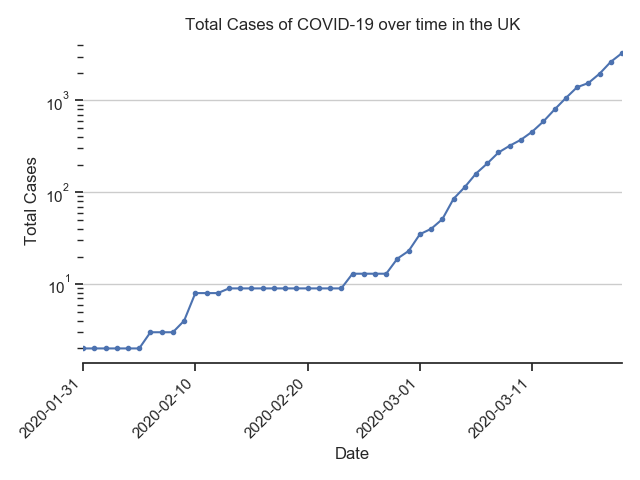 Total Cases of COVID-19 over time in the UK
Total Cases
10³
10²
10¹
2020-01-31
2020-02-10
2020-02-20
2020-03-01
2020-03-11
Date